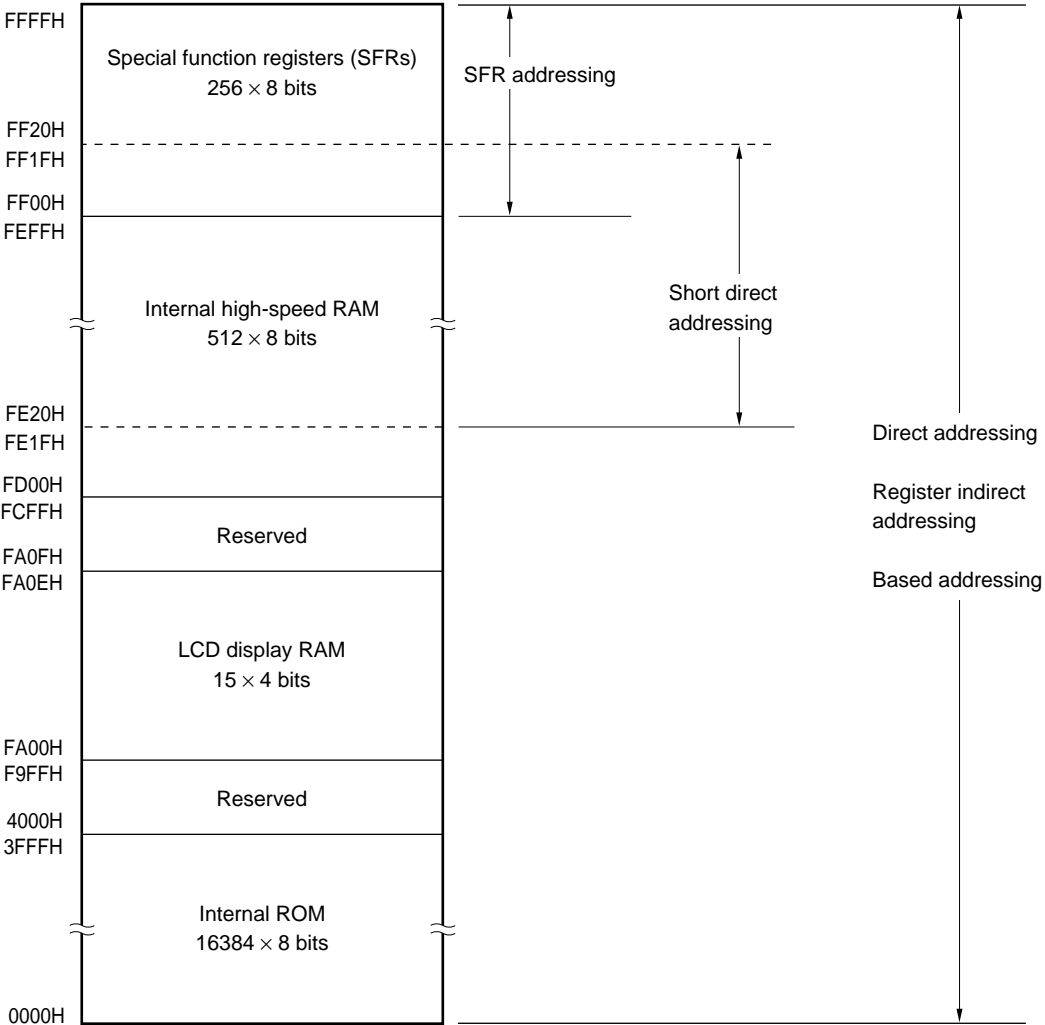 FFFFH
Special function registers (SFRs)
256 × 8 bits
SFR addressing
FF20H
FF1FH
FF00H
FEFFH
Internal high-speed RAM
512 × 8 bits
Short direct
addressing
FE20H
FE1FH
Direct addressing
FD00H
FCFFH
Register indirect
addressing
Reserved
FA0FH
FA0EH
Based addressing
LCD display RAM
15 × 4 bits
FA00H
F9FFH
Reserved
4000H
3FFFH
Internal ROM
16384 × 8 bits
0000H